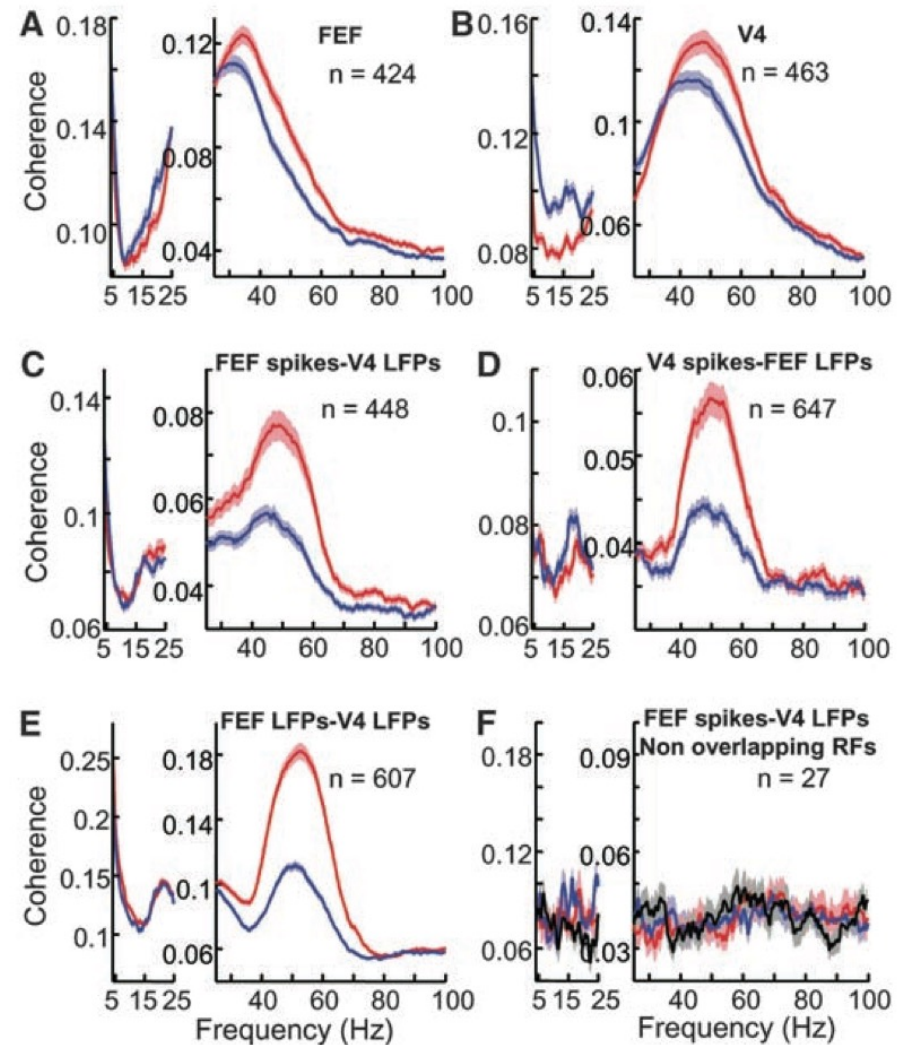 A
FEF
n = 424
Coherence
0.18
0.14
0.10
0.12
0.08
0.04
5 15 25
40 60 80 100
B
V4
n = 463
0.16
0.12
0.08
0.14
0.1
0.06
5 15 25
40 60 80 100
C
FEF spikes-V4 LFPs
n = 448
Coherence
0.14
0.1
0.06
0.08
0.06
0.04
5 15 25
40 60 80 100
D
V4 spikes-FEF LFPs
n = 647
0.1
0.08
0.06
0.06
0.05
0.04
5 15 25
40 60 80 100
E
FEF LFPs-V4 LFPs
n = 607
Coherence
0.25
0.2
0.15
0.1
0.18
0.14
0.1
0.06
5 15 25
40 60 80 100
Frequency (Hz)
F
FEF spikes-V4 LFPs
Non overlapping RFs
n = 27
0.18
0.12
0.06
0.09
0.06
0.03
5 15 25
40 60 80 100
Frequency (Hz)